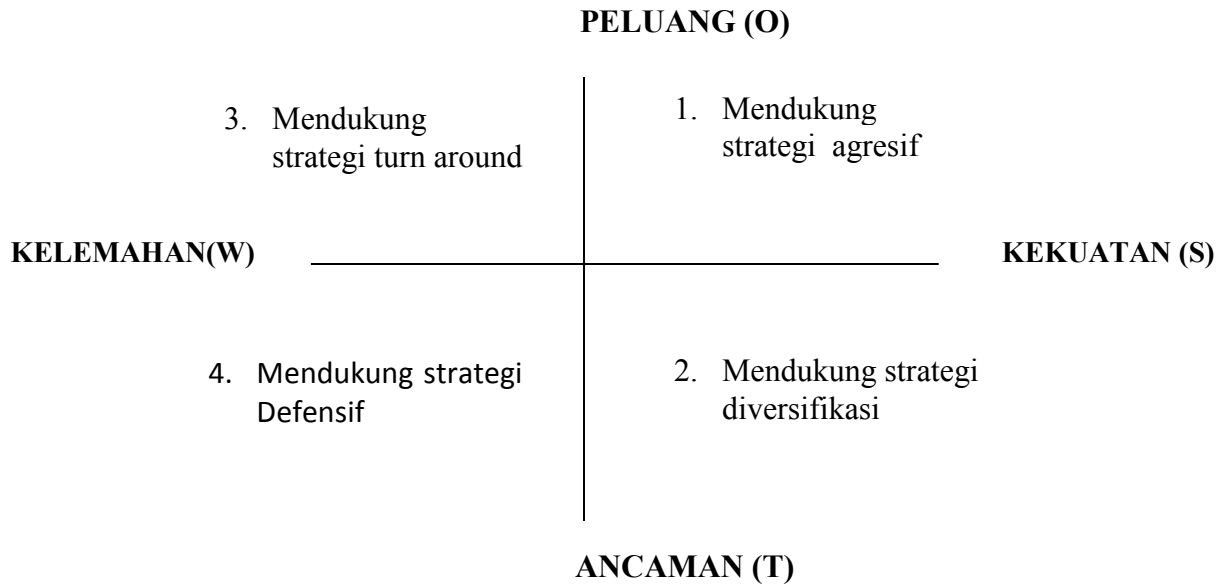 PELUANG (O)
3. Mendukung
strategi turn around
1. Mendukung
strategi agresif
KELEMAHAN(W)
KEKUATAN (S)
4. Mendukung strategi
Defensif
2. Mendukung strategi
diversifikasi
ANCAMAN (T)